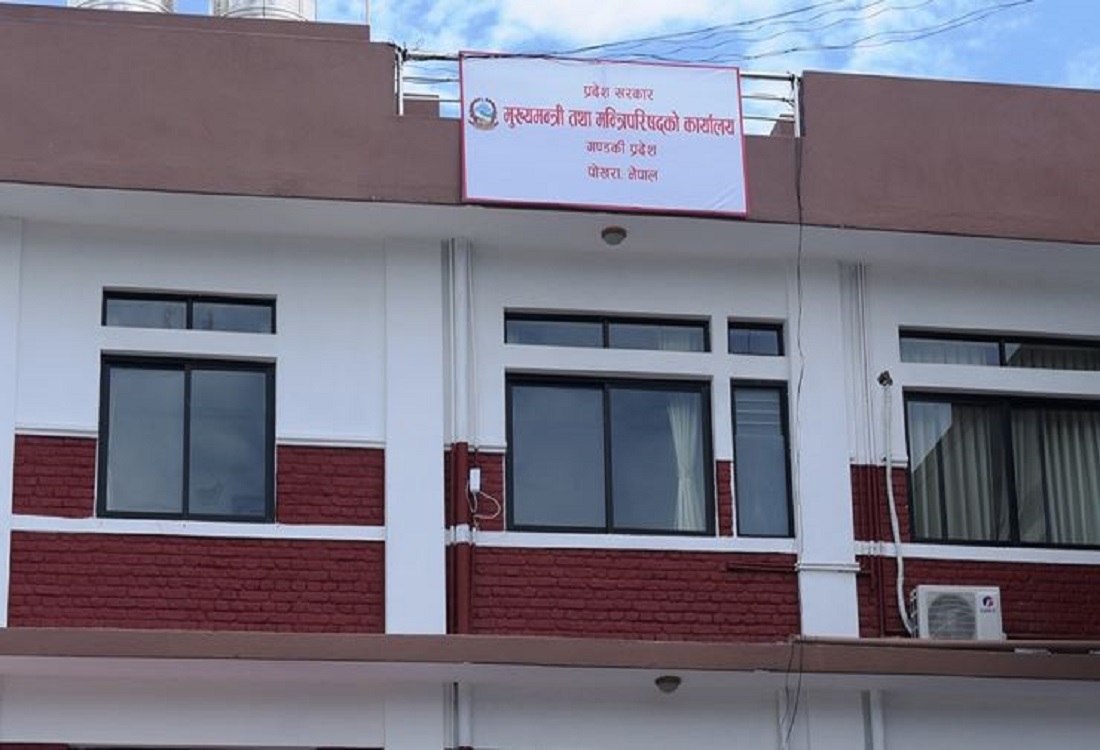 प्रदेश सरकार
मुख्यमन्त्री तथा मन्त्रिपरिषद्को कार्यालय
गण्डकी प्रदेश
पोखरा, नेपाल